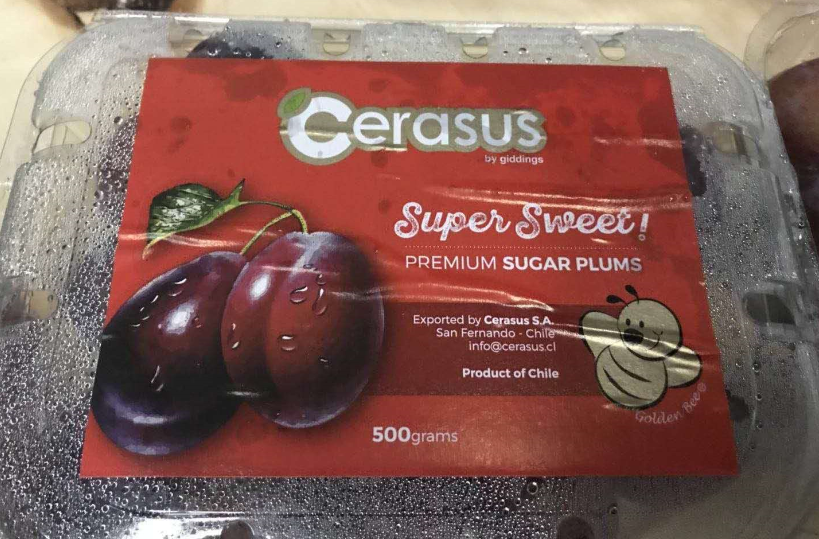 Cerasus
by giddings
Super Sweet!
PREMIUM SUGAR PLUMS
Exported by Cerasus S.A.
San Fernando - Chile
info@cerasus.cl
Product of Chile
Golden Bee®
500grams